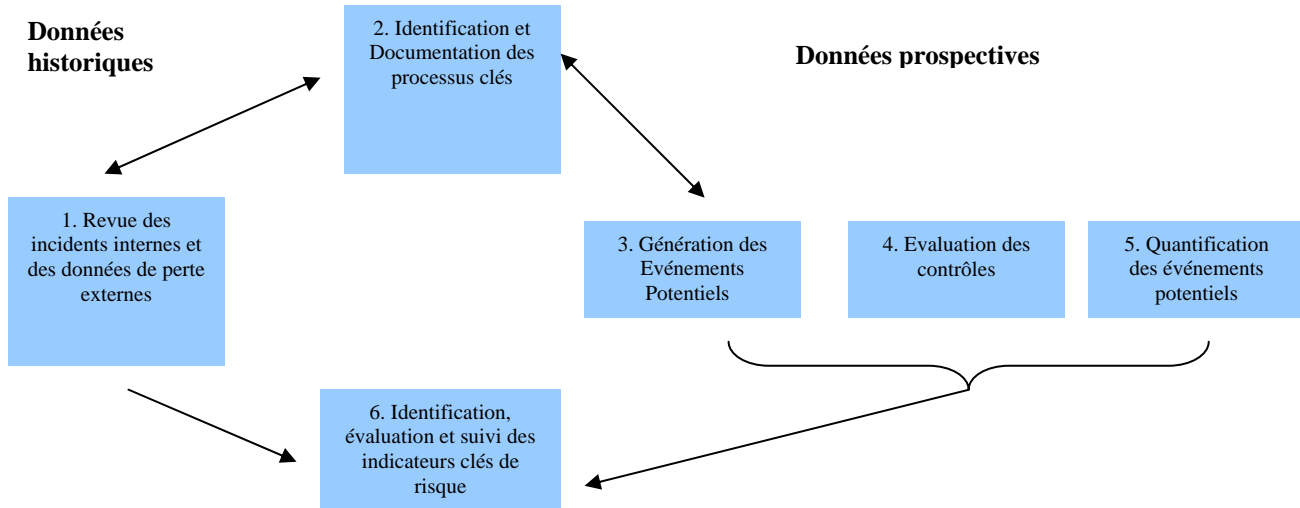 Données
historiques
2. Identification et
Documentation des
processus clés
Données prospectives
1. Revue des
incidents internes et
des données de perte
externes
3. Génération des
Evénements
Potentiels
4. Evaluation des
contrôles
5. Quantification
des événements
potentiels
6. Identification,
évaluation et suivi des
indicateurs clés de
risque